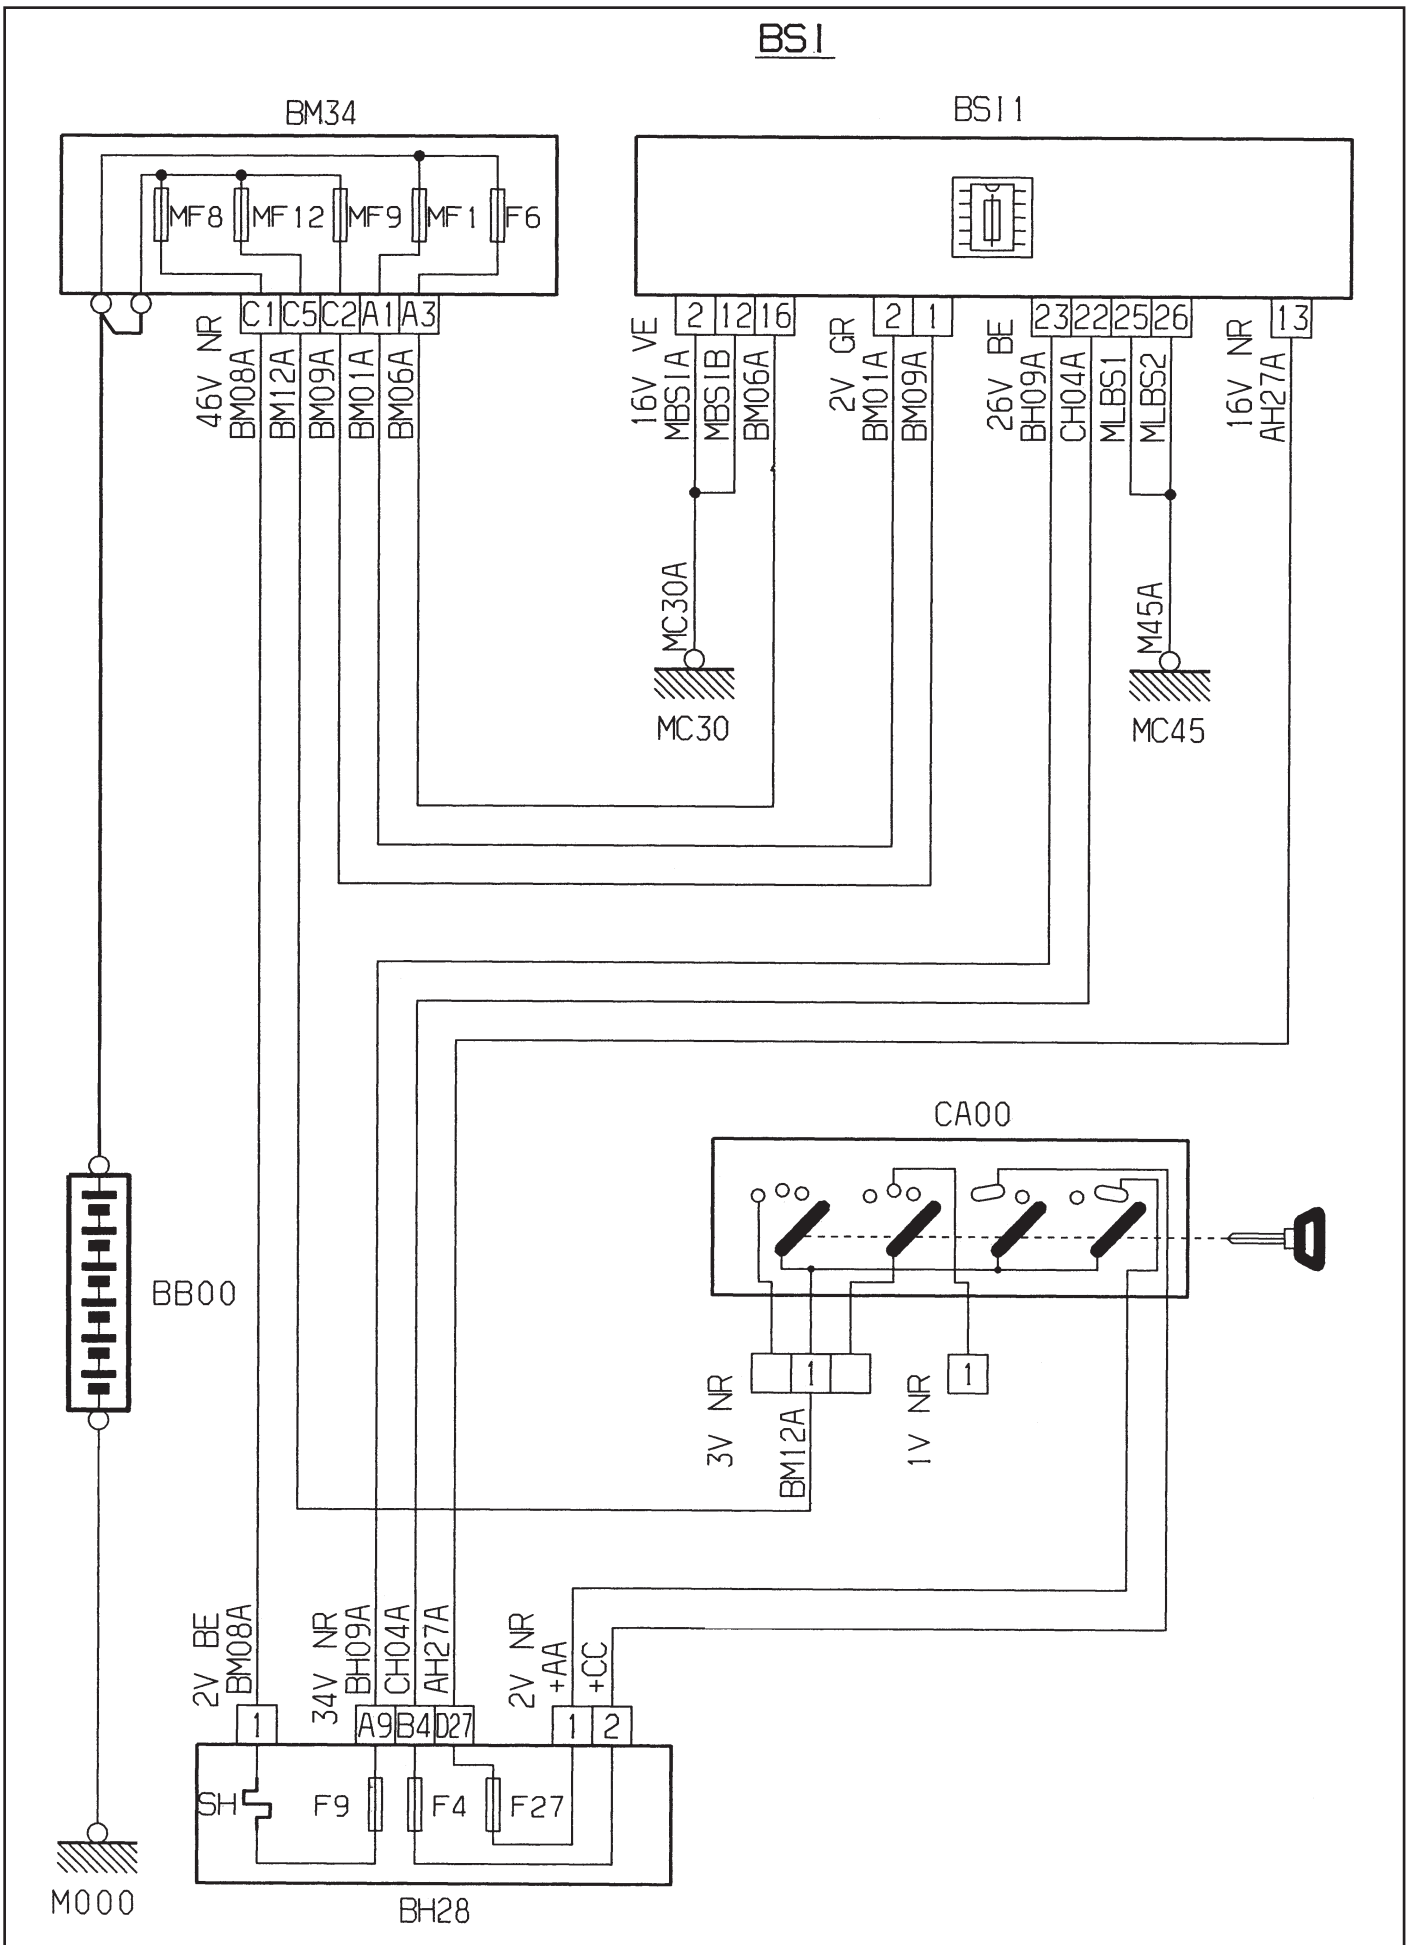 BSI
BM34
BSI1
MF8 MF12 MF9 MF1 F6
C1 C5 C2 A1 A3
2 12 16
2 1
23 22 25 26
13
46V NR
BM08A
BM12A
BM09A
BM01A
BM06A
16V VE
MBSIA
MBSIB
BM06A
2V GR
BM01A
BM09A
26V BE
BH09A
CH04A
MLBS1
MLBS2
16V NR
AH27A
MC30A
MC30
M45A
MC45
CA00
BB00
1
1
3V NR
BM12A
1V NR
2V BE
BM08A
34V NR
BH09A
CH04A
AH27A
2V NR
+AA
+CC
1
A9 B4 D27
1 2
SH F9 F4 F27
M000
BH28